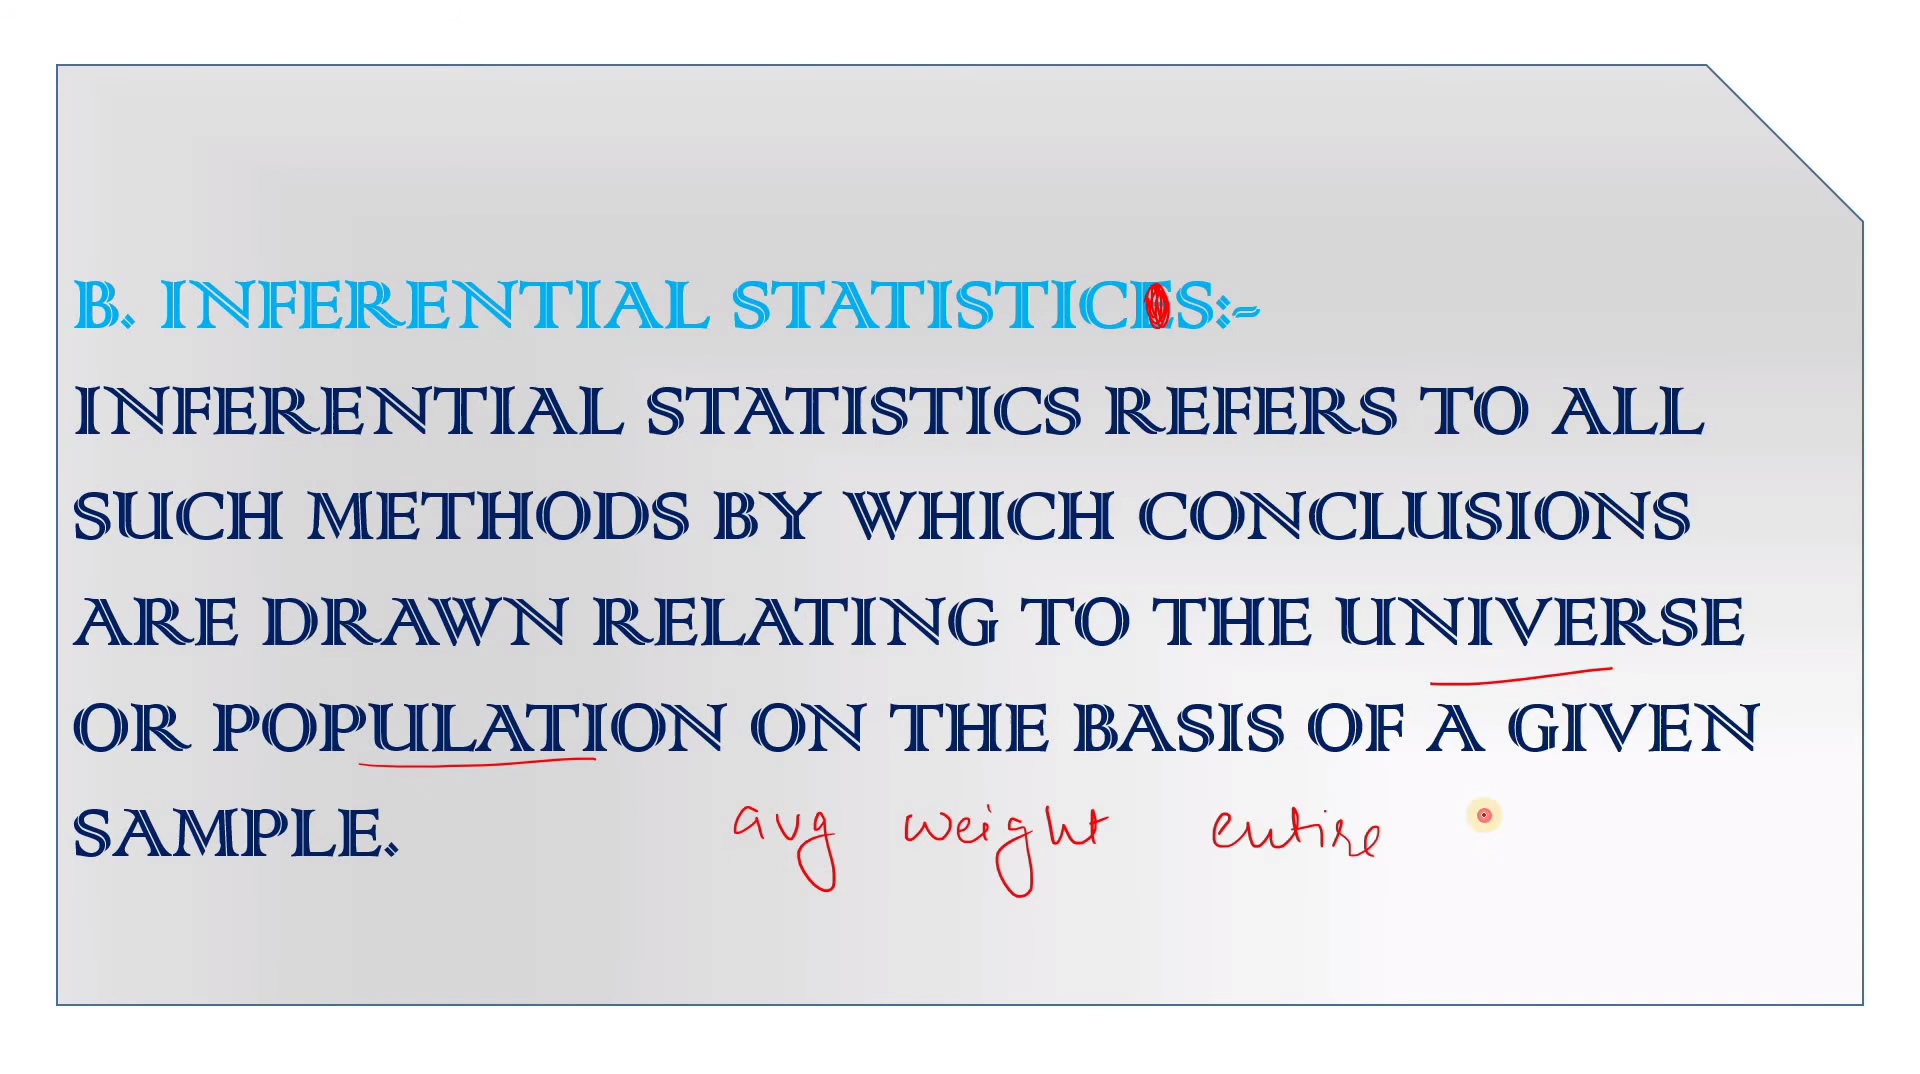 B. INFERENTIAL STATISTICES:-
INFERENTIAL STATISTICS REFERS TO ALL
SUCH METHODS BY WHICH CONCLUSIONS
ARE DRAWN RELATING TO THE UNIVERSE
OR POPULATION ON THE BASIS OF A GIVEN
SAMPLE. avg weight entire